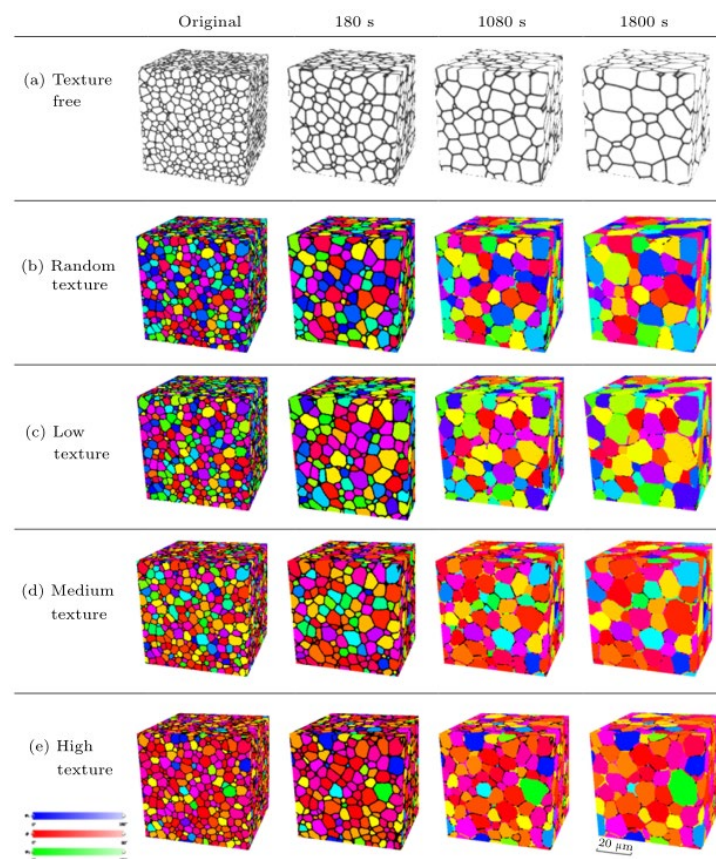 Original 180 s 1080 s 1800 s
(a) Texture
free
(b) Random
texture
(c) Low
texture
(d) Medium
texture
(e) High
texture
20 μm